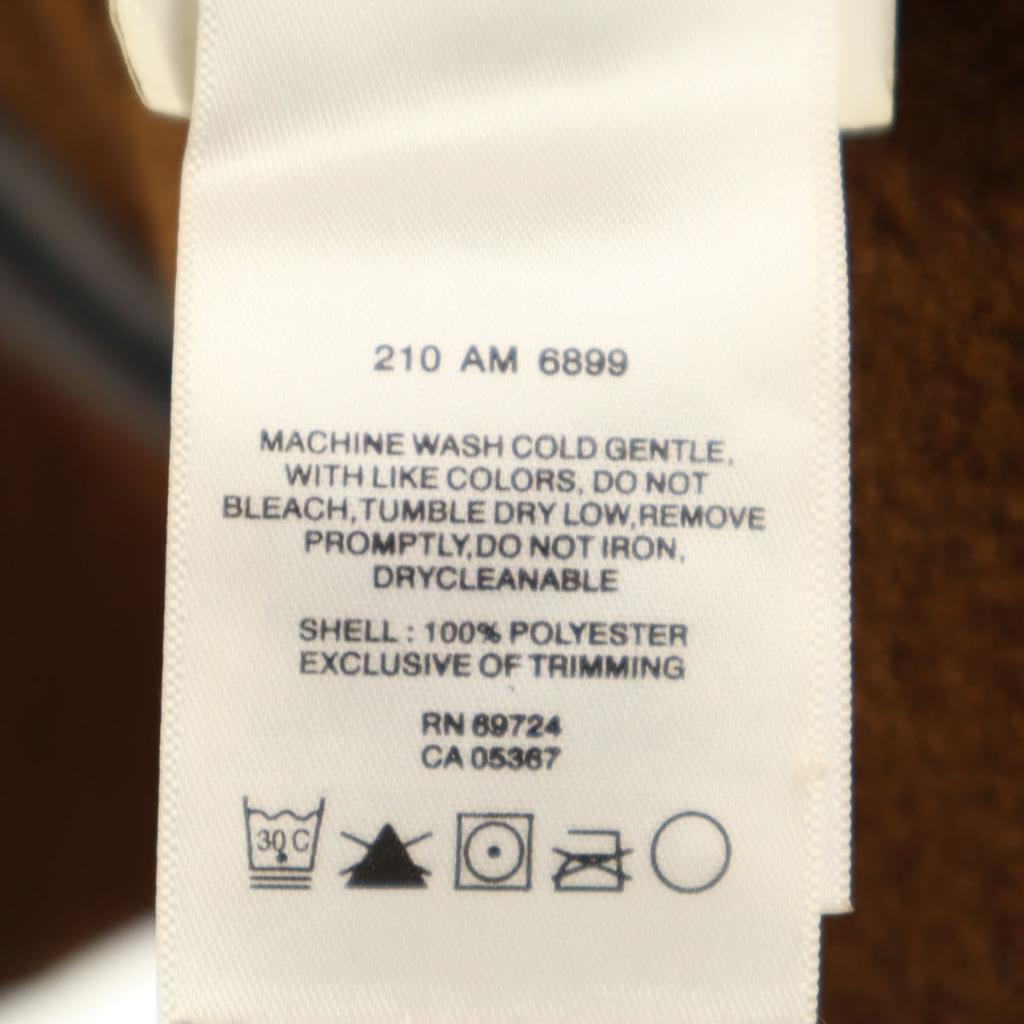 210 AM 6899
MACHINE WASH COLD GENTLE,
WITH LIKE COLORS, DO NOT
BLEACH,TUMBLE DRY LOW,REMOVE
PROMPTLY,DO NOT IRON,
DRYCLEANABLE
SHELL : 100% POLYESTER
EXCLUSIVE OF TRIMMING
RN 69724
CA 05367
30 C